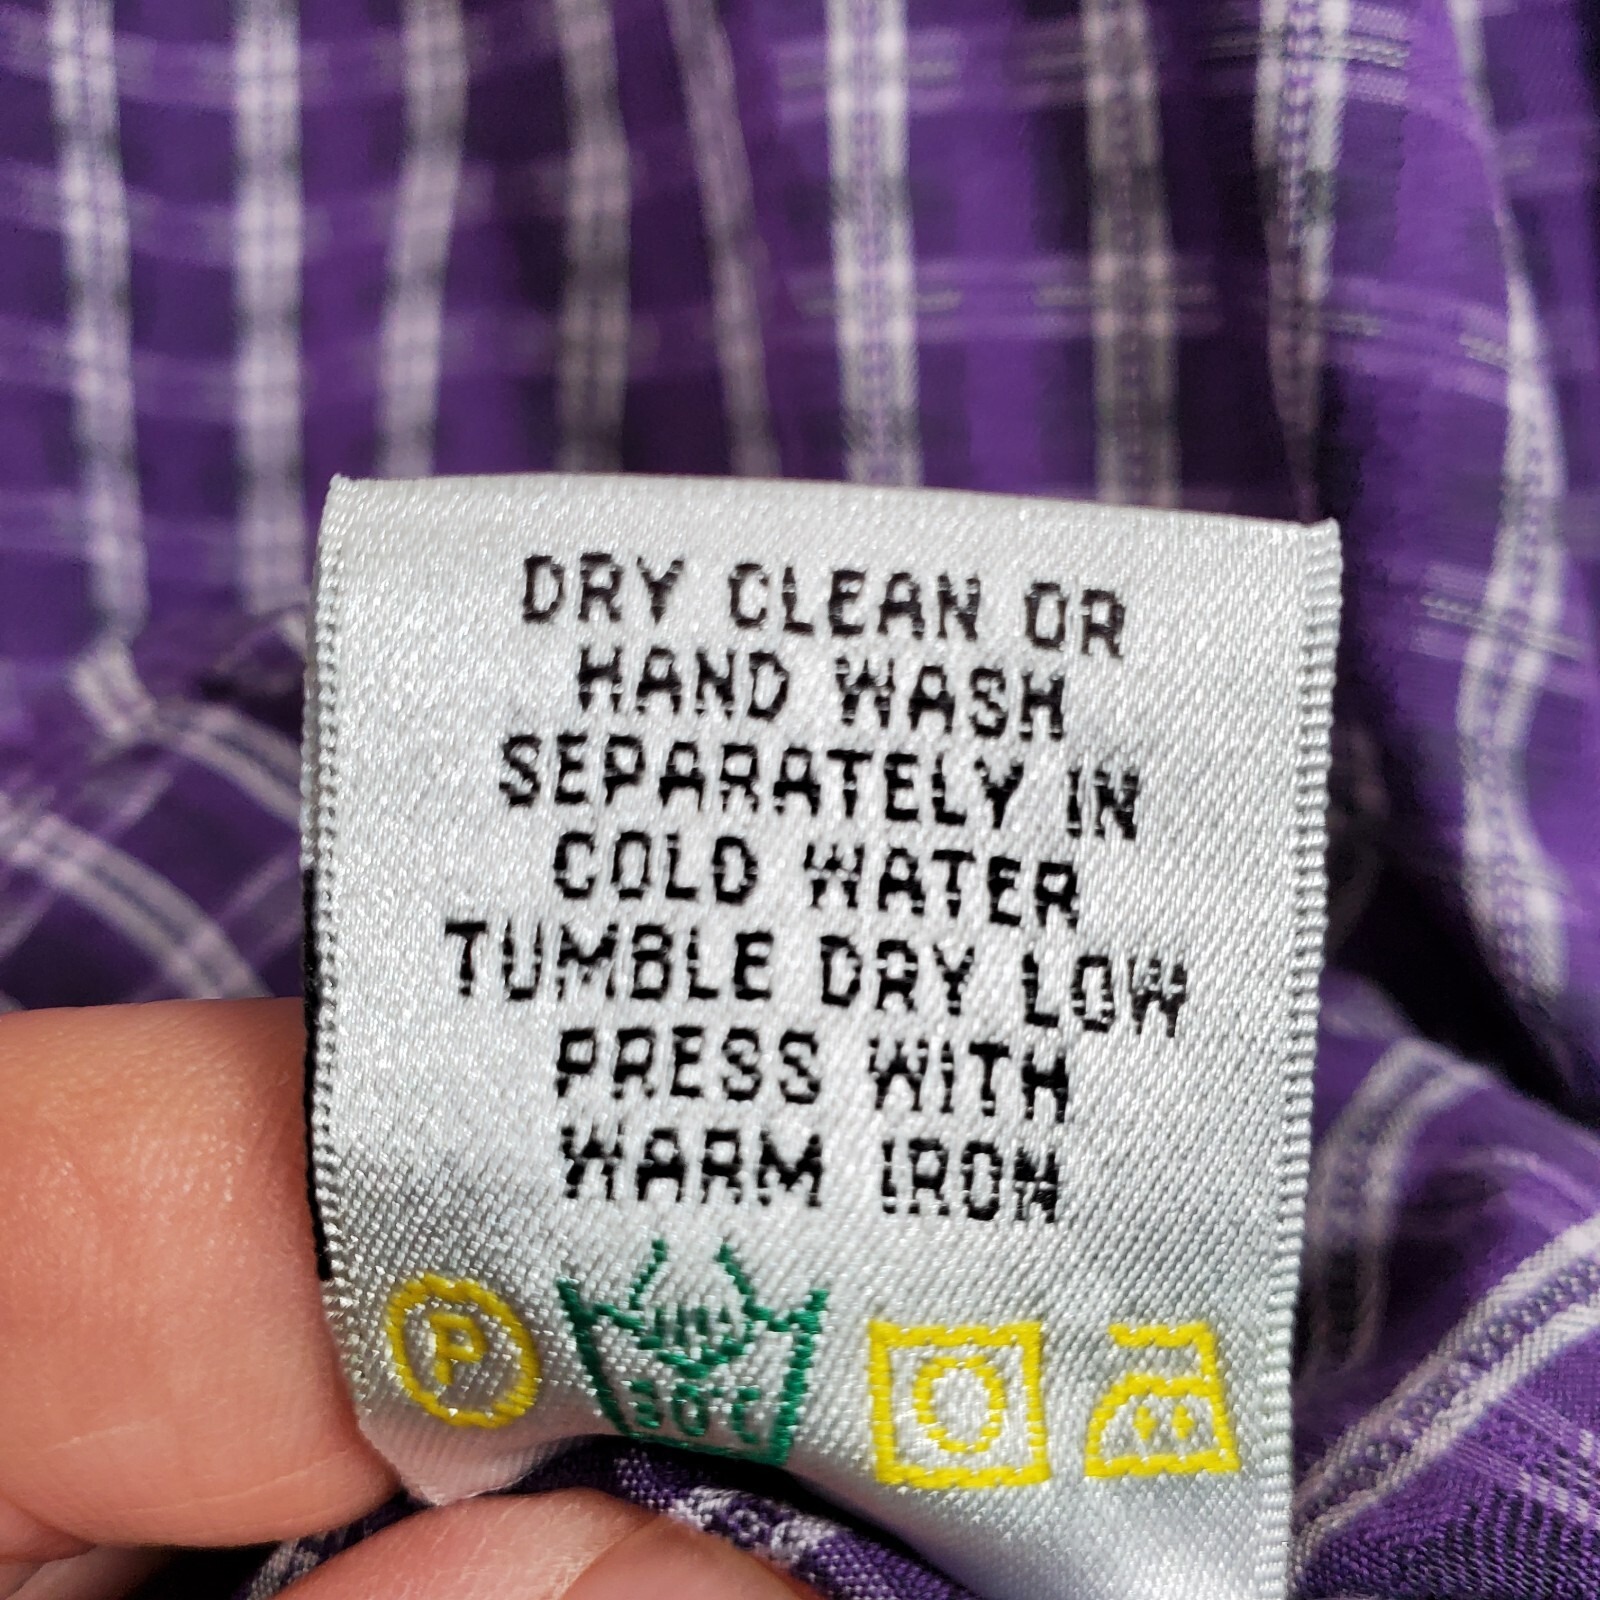 DRY CLEAN OR
HAND WASH
SEPARATELY IN
COLD WATER
TUMBLE DRY LOW
PRESS WITH
WARM IRON
P 30°C